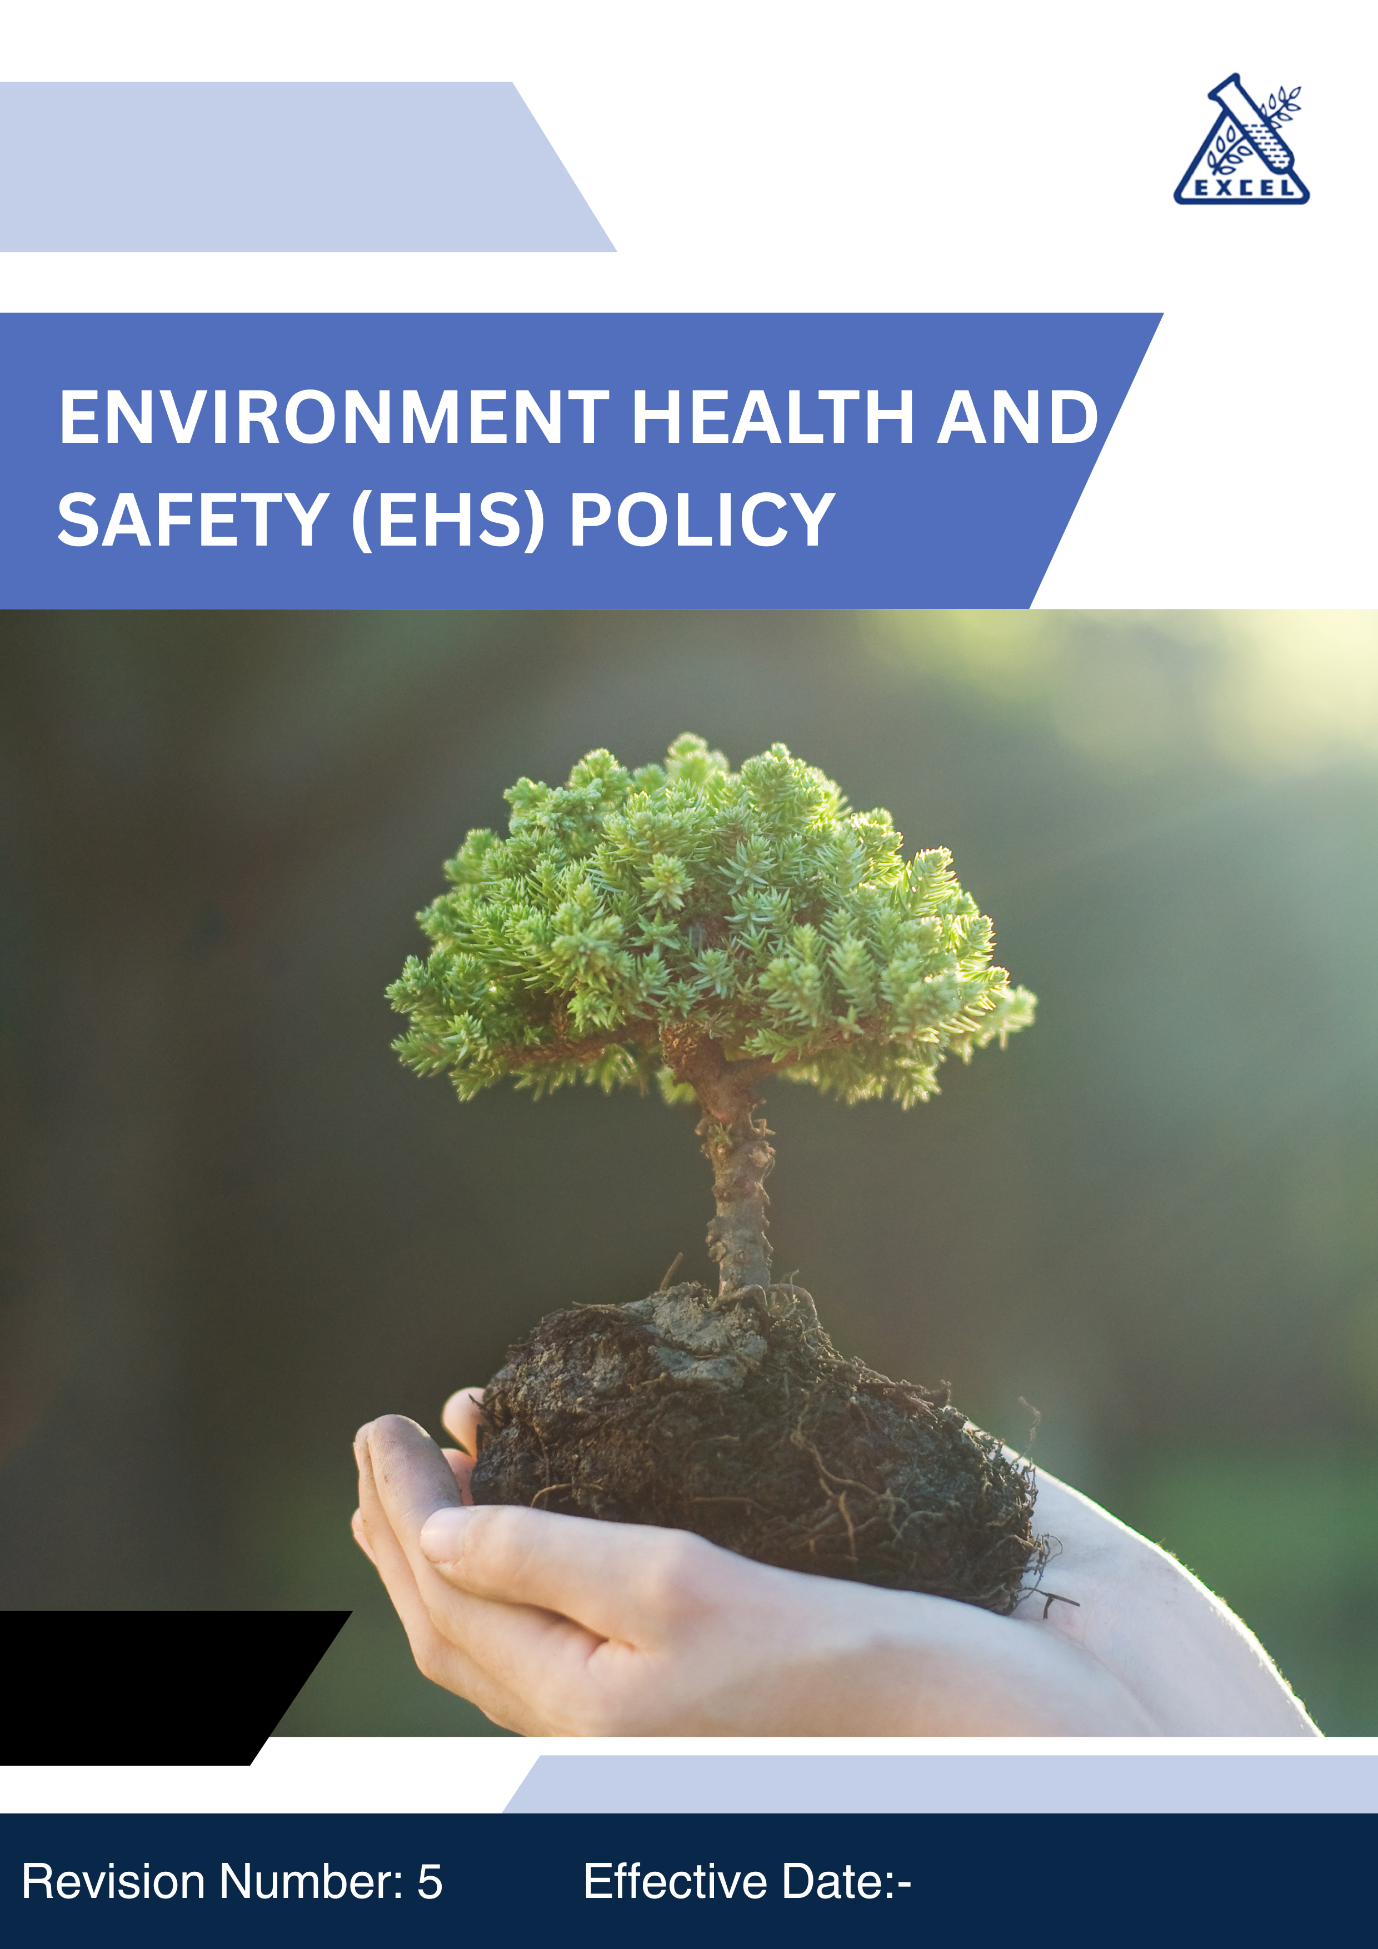 EXCEL
ENVIRONMENT HEALTH AND
SAFETY (EHS) POLICY
Revision Number: 5 Effective Date:-